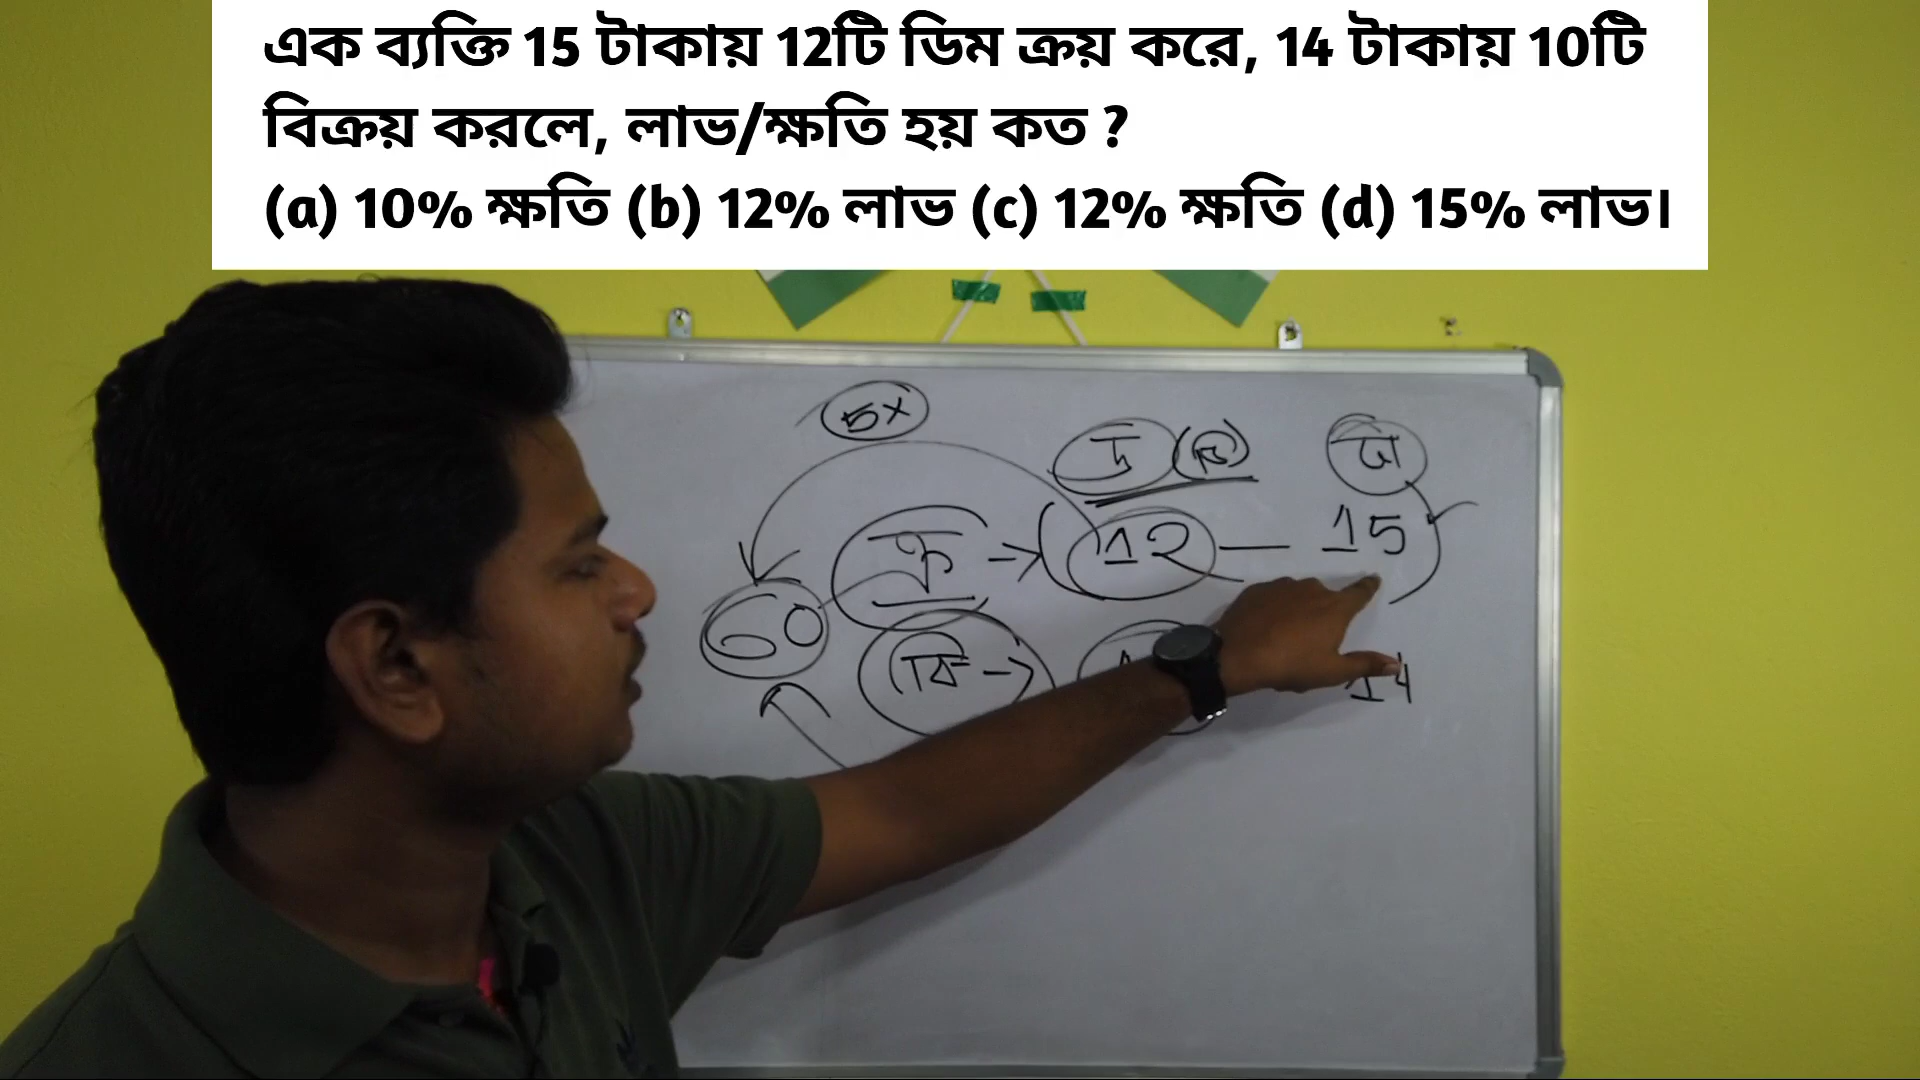 এক ব্যক্তি 15 টাকায় 12টি ডিম ক্রয় করে, 14 টাকায় 10টি
বিক্রয় করলে, লাভ/ক্ষতি হয় কত ?
(a) 10% ক্ষতি (b) 12% লাভ (c) 12% ক্ষতি (d) 15% লাভ।
5x
দ্র (ডি) টা
ক্র → 12 — 15
60
বি → 14